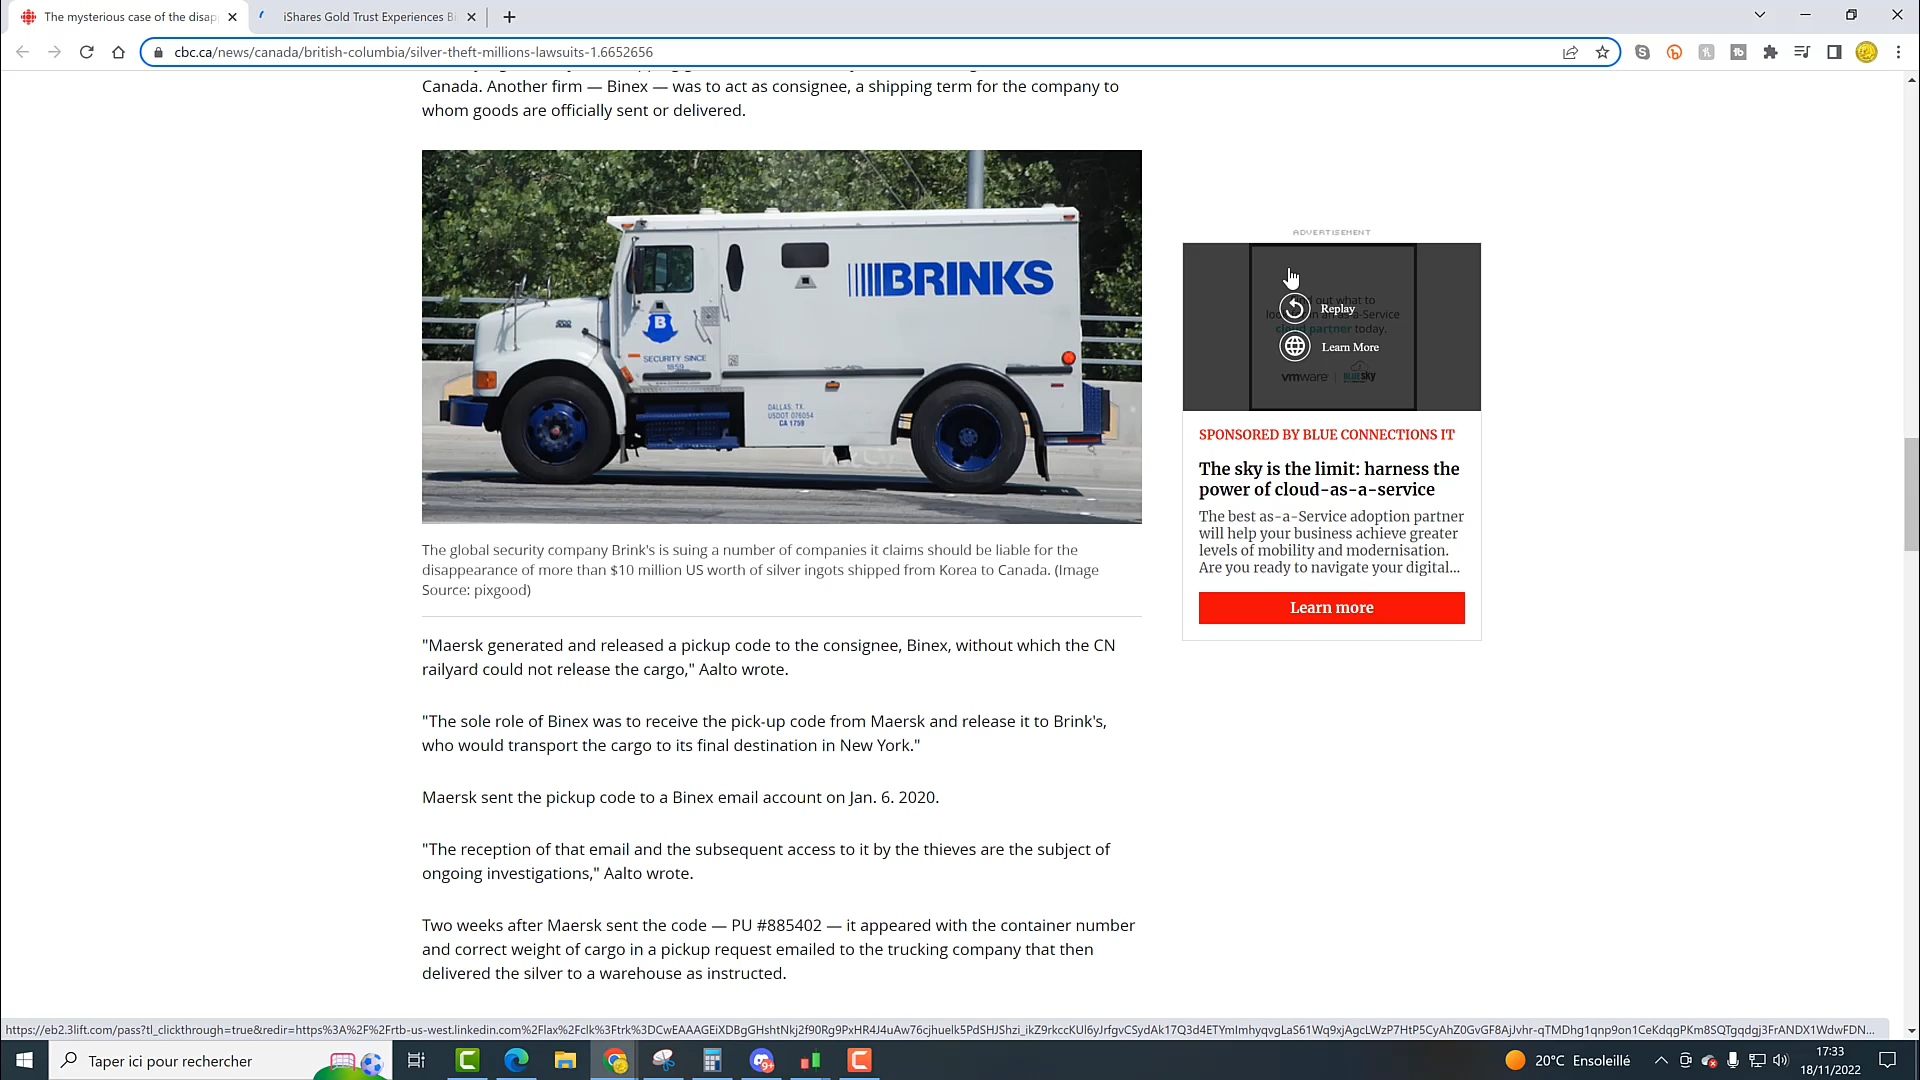 The mysterious case of the disap
iShares Gold Trust Experiences Bi
cbc.ca/news/canada/british-columbia/silver-theft-millions-lawsuits-1.6652656
Canada. Another firm — Binex — was to act as consignee, a shipping term for the company to
whom goods are officially sent or delivered.
BRINKS
B
SECURITY SINCE
1859
DALLAS, TX.
USDOT 076054
CA 1759
The global security company Brink's is suing a number of companies it claims should be liable for the
disappearance of more than $10 million US worth of silver ingots shipped from Korea to Canada. (Image
Source: pixgood)
"Maersk generated and released a pickup code to the consignee, Binex, without which the CN
railyard could not release the cargo," Aalto wrote.
"The sole role of Binex was to receive the pick-up code from Maersk and release it to Brink's,
who would transport the cargo to its final destination in New York."
Maersk sent the pickup code to a Binex email account on Jan. 6. 2020.
"The reception of that email and the subsequent access to it by the thieves are the subject of
ongoing investigations," Aalto wrote.
Two weeks after Maersk sent the code — PU #885402 — it appeared with the container number
and correct weight of cargo in a pickup request emailed to the trucking company that then
delivered the silver to a warehouse as instructed.
ADVERTISEMENT
out what to
as-a-Service
partner today.
Replay
Learn More
vmware
BLUESKY
SPONSORED BY BLUE CONNECTIONS IT
The sky is the limit: harness the
power of cloud-as-a-service
The best as-a-Service adoption partner
will help your business achieve greater
levels of mobility and modernisation.
Are you ready to navigate your digital...
Learn more
Taper ici pour rechercher
20°C Ensoleillé
17:33
18/11/2022